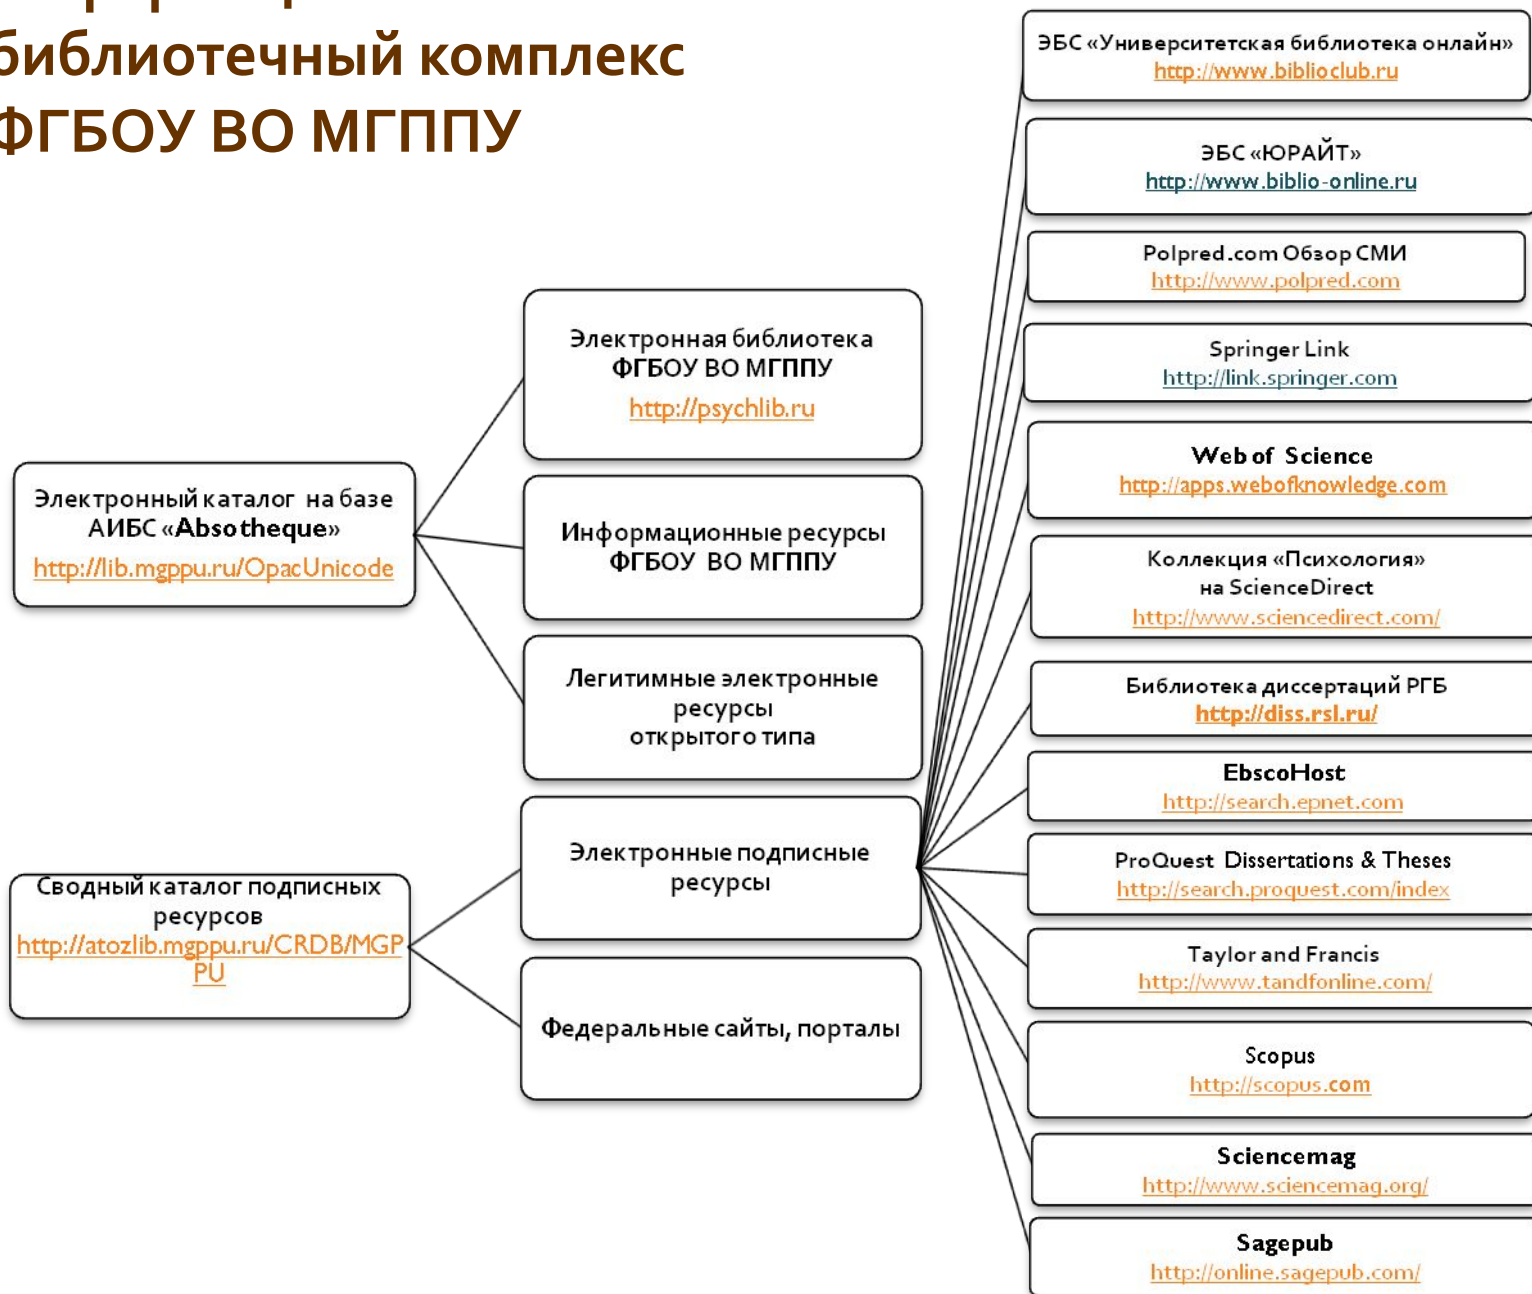 библиотечный комплекс
ФГБОУ ВО МГППУ
Электронный каталог на базе
АИБС «Absotheque»
http://lib.mgppu.ru/OpacUnicode
Сводный каталог подписных
ресурсов
http://atozlib.mgppu.ru/CRDB/MGP
PU
Электронная библиотека
ФГБОУ ВО МГППУ
http://psychlib.ru
Информационные ресурсы
ФГБОУ ВО МГППУ
Легитимные электронные
ресурсы
открытого типа
Электронные подписные
ресурсы
Федеральные сайты, порталы
ЭБС «Университетская библиотека онлайн»
http://www.biblioclub.ru
ЭБС «ЮРАЙТ»
http://www.biblio-online.ru
Polpred.com Обзор СМИ
http://www.polpred.com
Springer Link
http://link.springer.com
Web of Science
http://apps.webofknowledge.com
Коллекция «Психология»
на ScienceDirect
http://www.sciencedirect.com/
Библиотека диссертаций РГБ
http://diss.rsl.ru/
EbscoHost
http://search.epnet.com
ProQuest Dissertations & Theses
http://search.proquest.com/index
Taylor and Francis
http://www.tandfonline.com/
Scopus
http://scopus.com
Sciencemag
http://www.sciencemag.org/
Sagepub
http://online.sagepub.com/